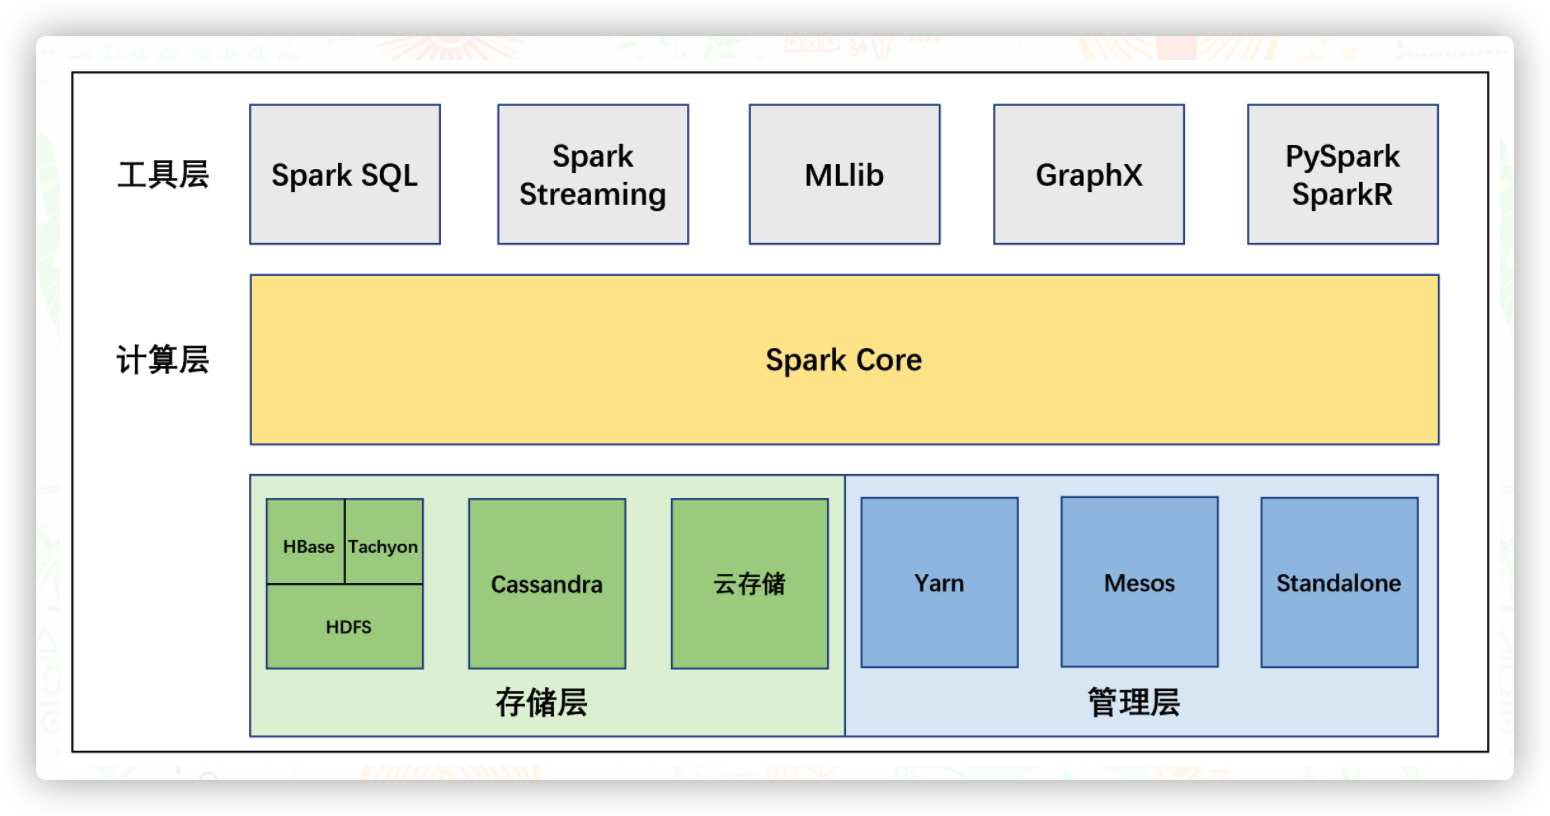 工具层
Spark SQL
Spark
Streaming
MLlib
GraphX
PySpark
SparkR
计算层
Spark Core
HBase
Tachyon
HDFS
Cassandra
云存储
Yarn
Mesos
Standalone
存储层
管理层